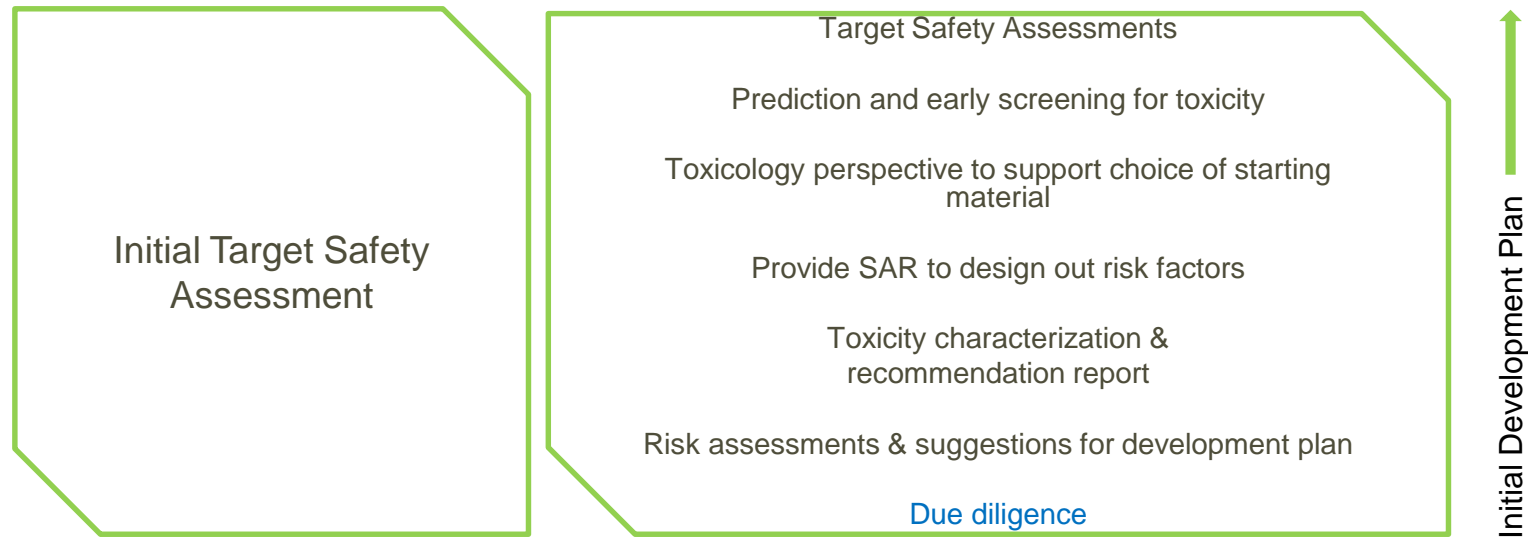 Initial Target Safety
Assessment
Target Safety Assessments
Prediction and early screening for toxicity
Toxicology perspective to support choice of starting
material
Provide SAR to design out risk factors
Toxicity characterization &
recommendation report
Risk assessments & suggestions for development plan
Due diligence
Initial Development Plan